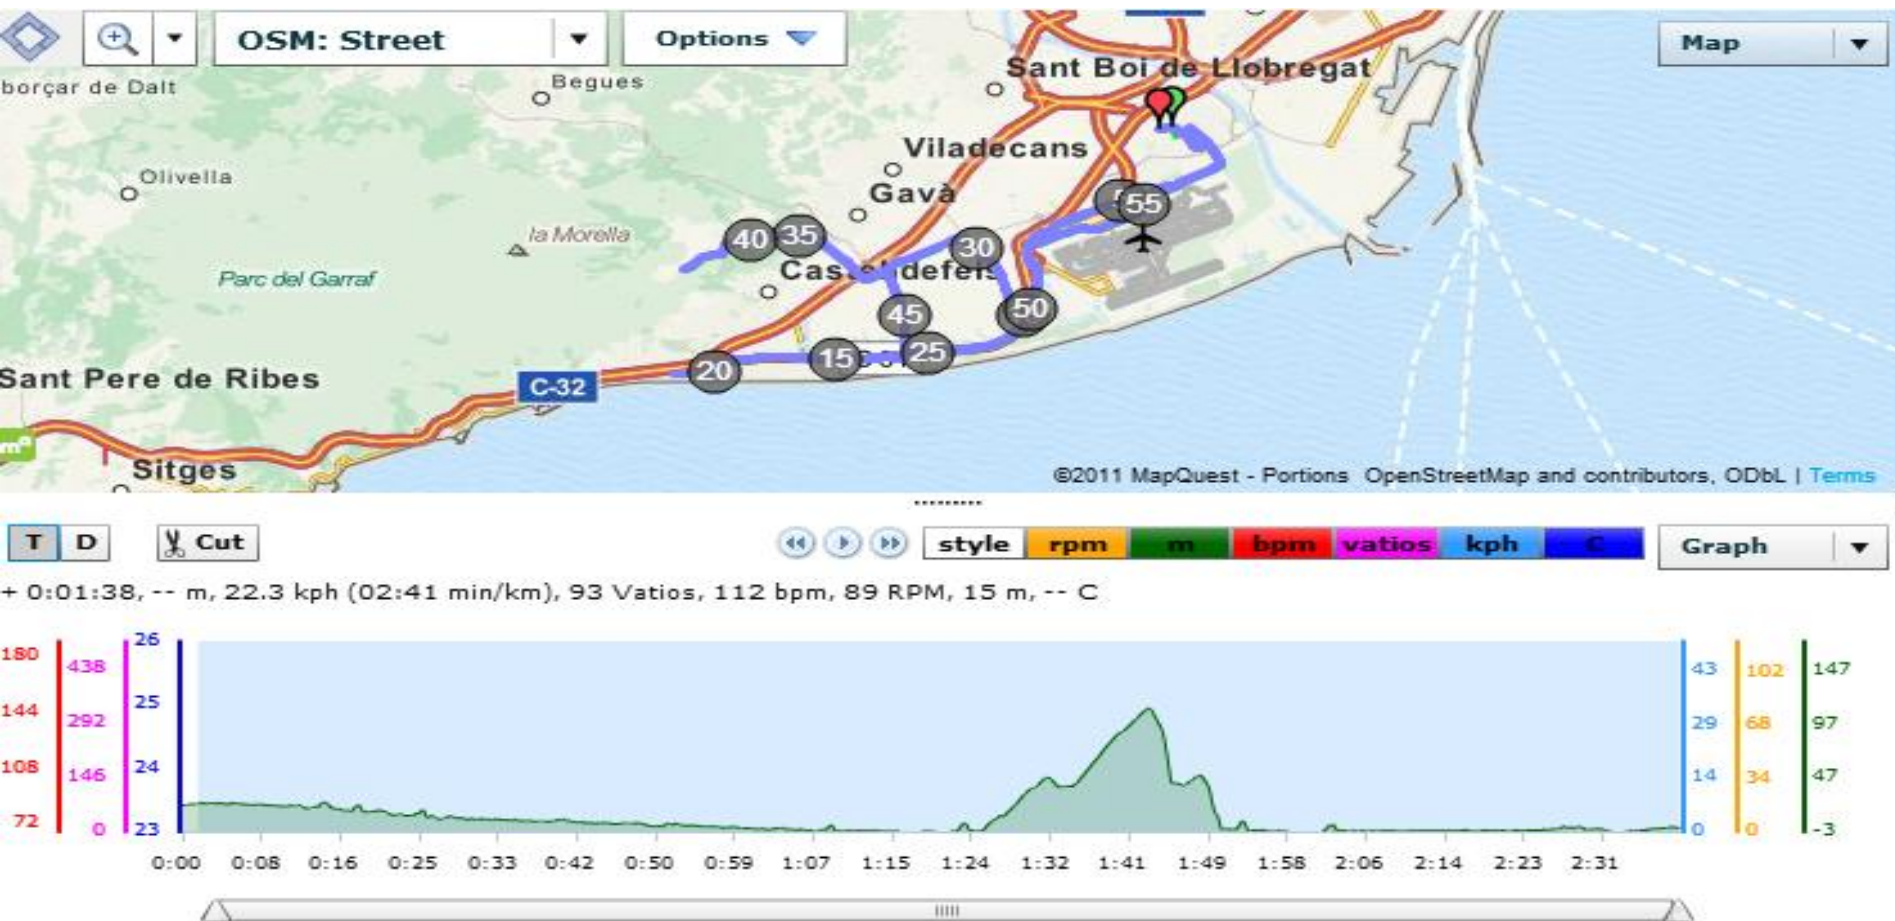 OSM: Street
Options
Map
Sant Boi de Llobregat
borçar de Dalt
Begues
Viladecans
Olivella
Gavà
55
la Morella
40
35
30
Parc del Garraf
50
45
15
25
20
Sant Pere de Ribes
C-32
Sitges
©2011 MapQuest - Portions OpenStreetMap and contributors, ODbL | Terms
T D Cut
style rpm m bpm vatios kph C
Graph
+ 0:01:38, -- m, 22.3 kph (02:41 min/km), 93 Vatios, 112 bpm, 89 RPM, 15 m, -- C
180 438 26 43 102 147
144 292 25 29 68 97
108 146 24 14 34 47
72 0 23 0 0 -3
0:00 0:08 0:16 0:25 0:33 0:42 0:50 0:59 1:07 1:15 1:24 1:32 1:41 1:49 1:58 2:06 2:14 2:23 2:31